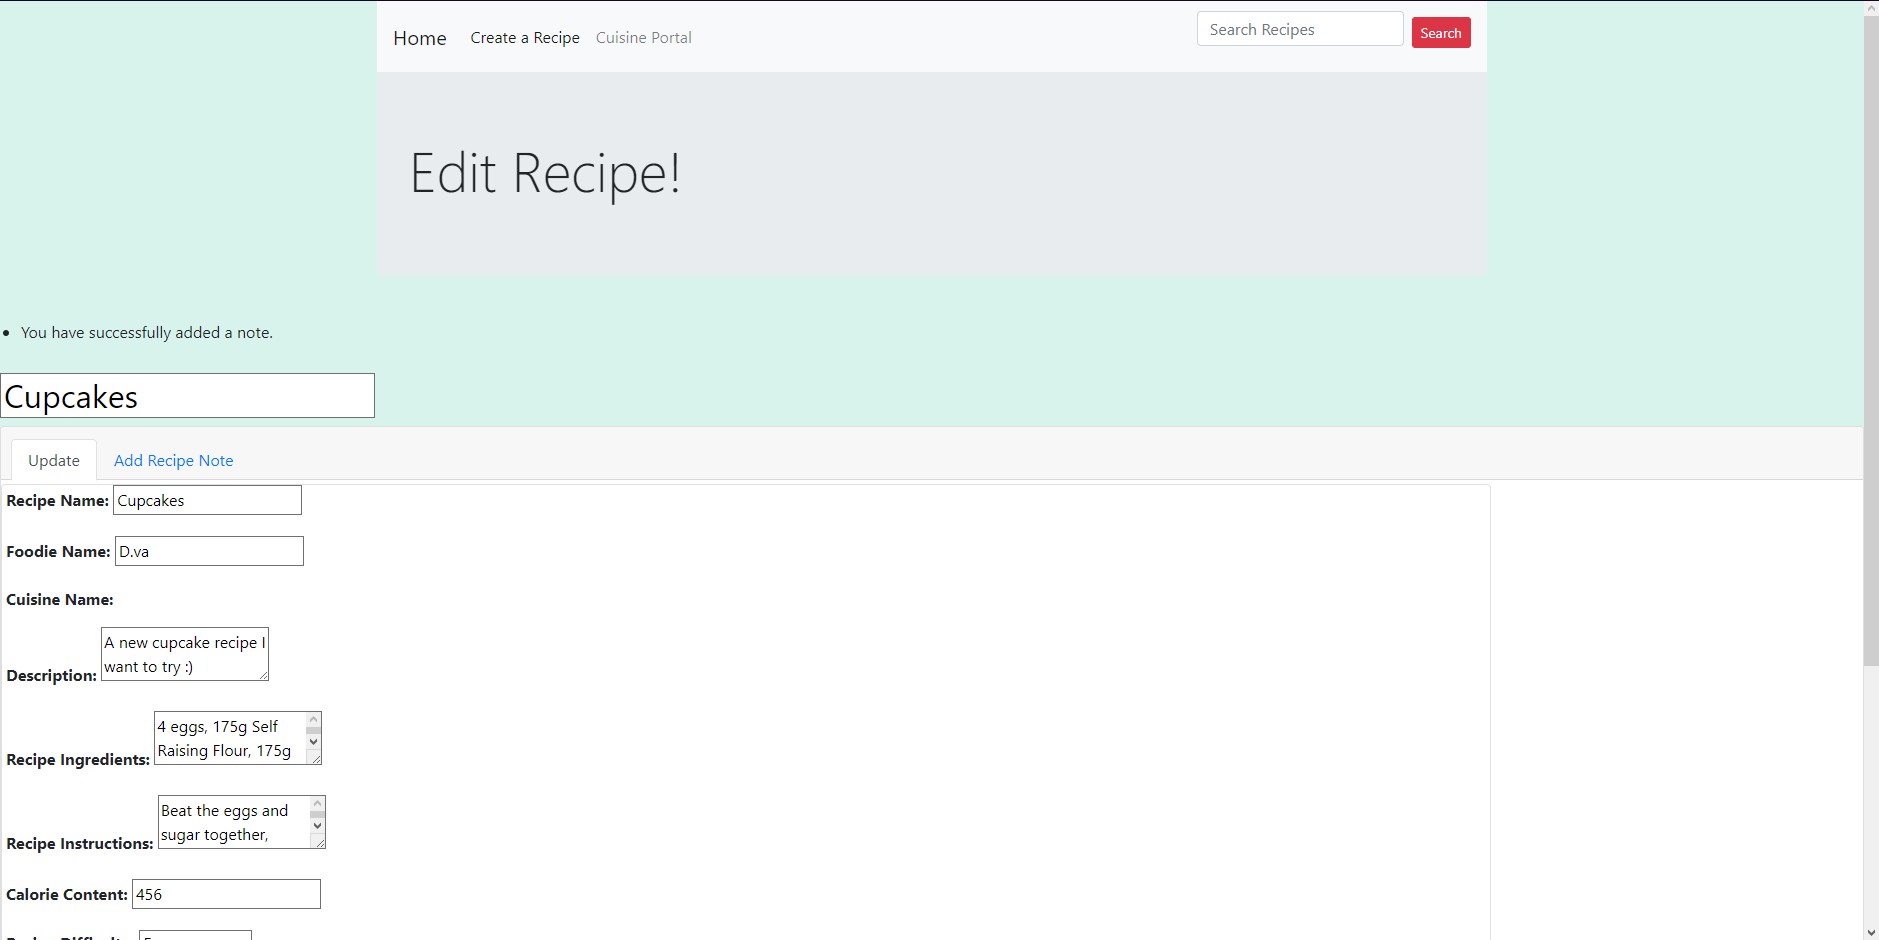 Home Create a Recipe Cuisine Portal Search Recipes Search
Edit Recipe!
You have successfully added a note.
Cupcakes
Update Add Recipe Note
Recipe Name: Cupcakes
Foodie Name: D.va
Cuisine Name:
A new cupcake recipe I
want to try :)
Description:
4 eggs, 175g Self
Raising Flour, 175g
Recipe Ingredients:
Beat the eggs and
sugar together,
Recipe Instructions:
Calorie Content: 456